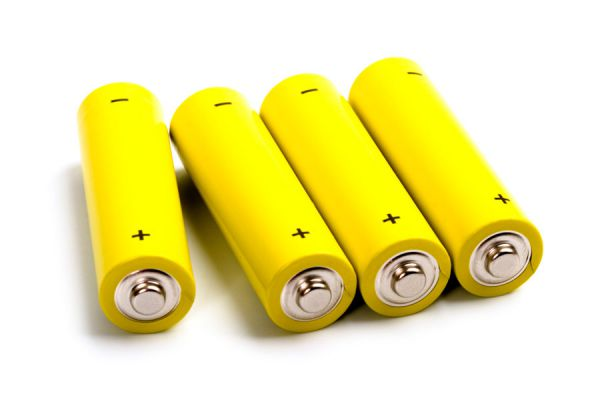 − − − −
+ + + +